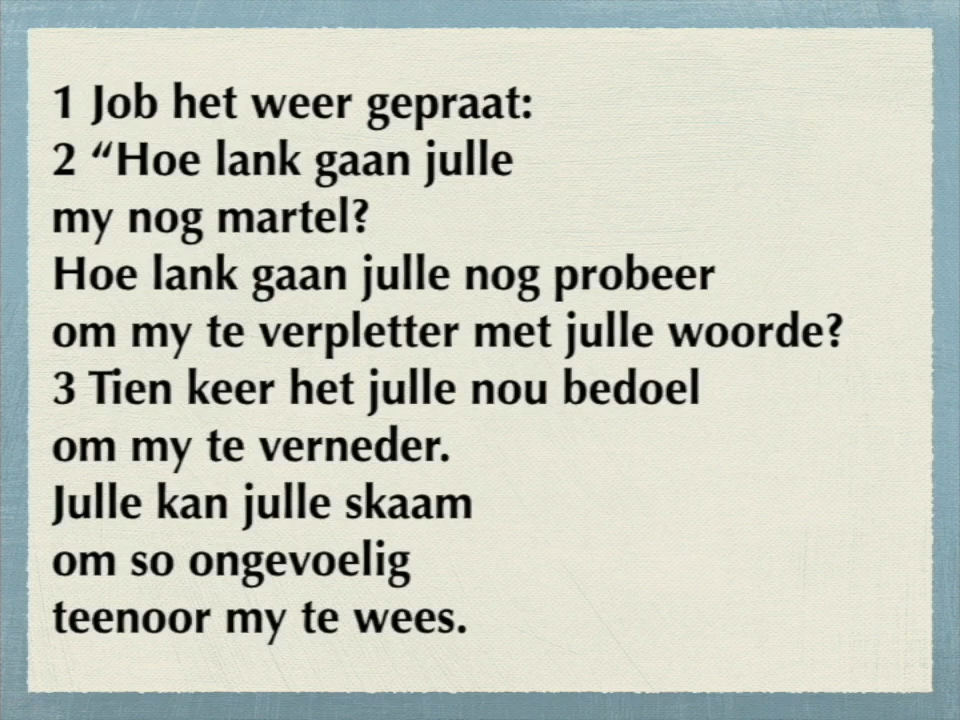 1 Job het weer gepraat:
2 “Hoe lank gaan julle
my nog martel?
Hoe lank gaan julle nog probeer
om my te verpletter met julle woorde?
3 Tien keer het julle nou bedoel
om my te verneder.
Julle kan julle skaam
om so ongevoelig
teenoor my te wees.